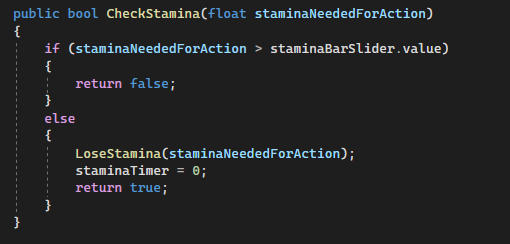 public bool CheckStamina(float staminaNeededForAction)
{
    if (staminaNeededForAction > staminaBarSlider.value)
    {
        return false;
    }
    else
    {
        LoseStamina(staminaNeededForAction);
        staminaTimer = 0;
        return true;
    }
}